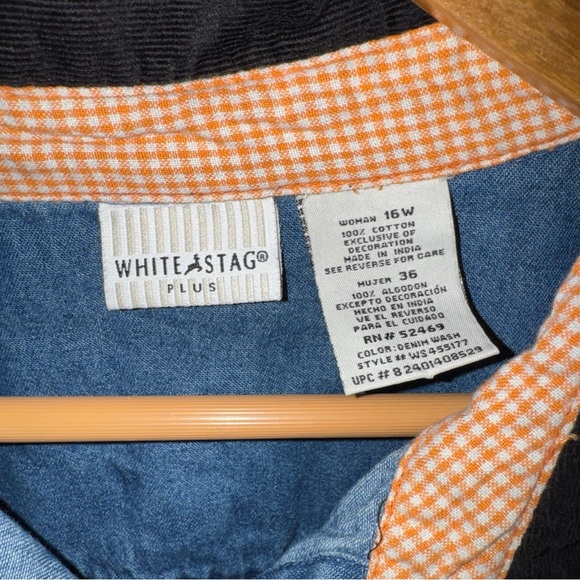 WHITE STAG®
PLUS
WOMAN 16W
100% COTTON
EXCLUSIVE OF
DECORATION
MADE IN INDIA
SEE REVERSE FOR CARE
MUJER 36
100% ALGODON
EXCEPTO DECORACIÓN
HECHO EN INDIA
VE EL REVERSO
PARA EL CUIDADO
RN# 52469
COLOR: DENIM WASH
STYLE# WS455177
UPC # 82401408529